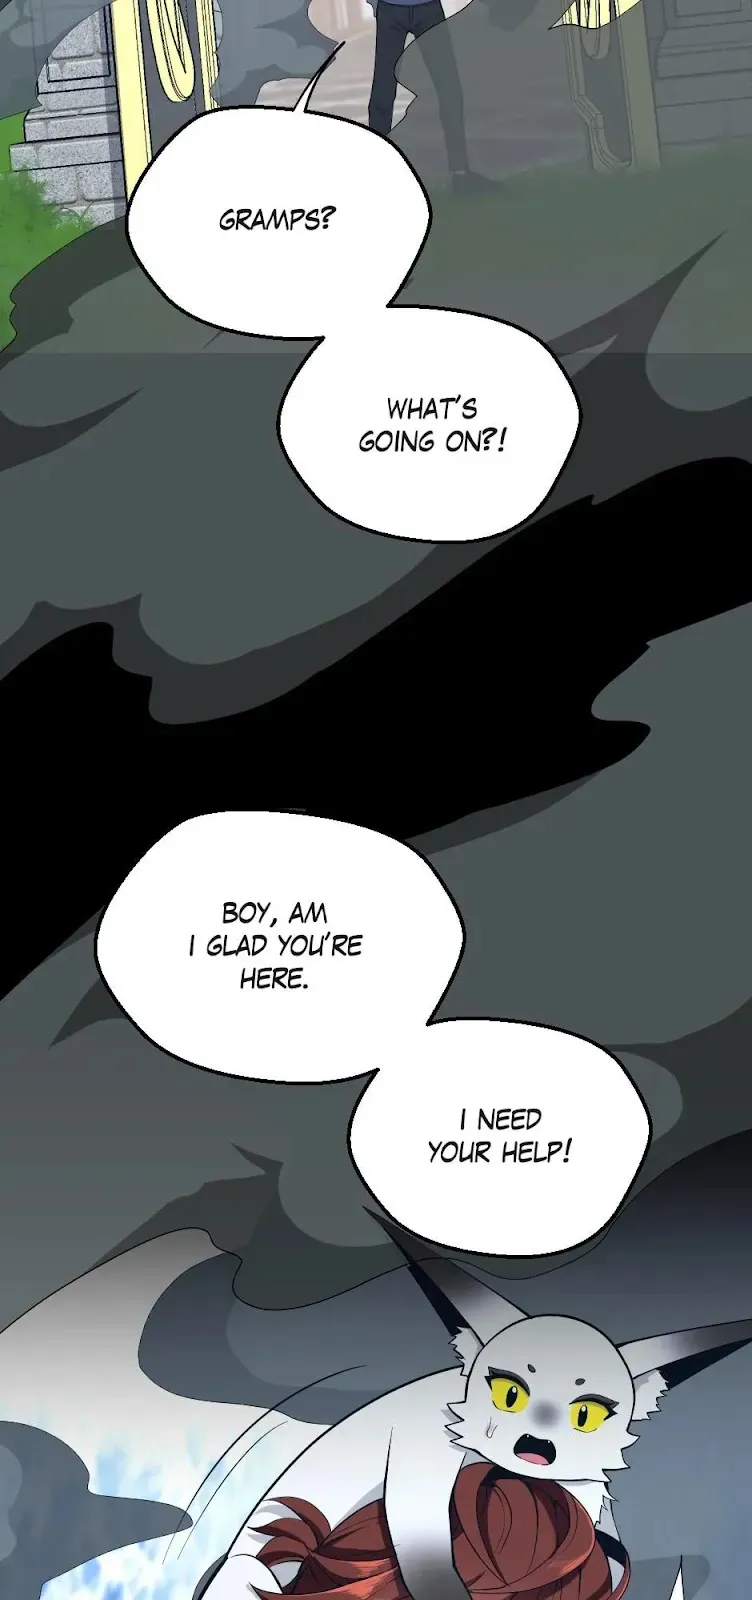 GRAMPS?
WHAT'S
GOING ON?!
BOY, AM
I GLAD YOU'RE
HERE.
I NEED
YOUR HELP!